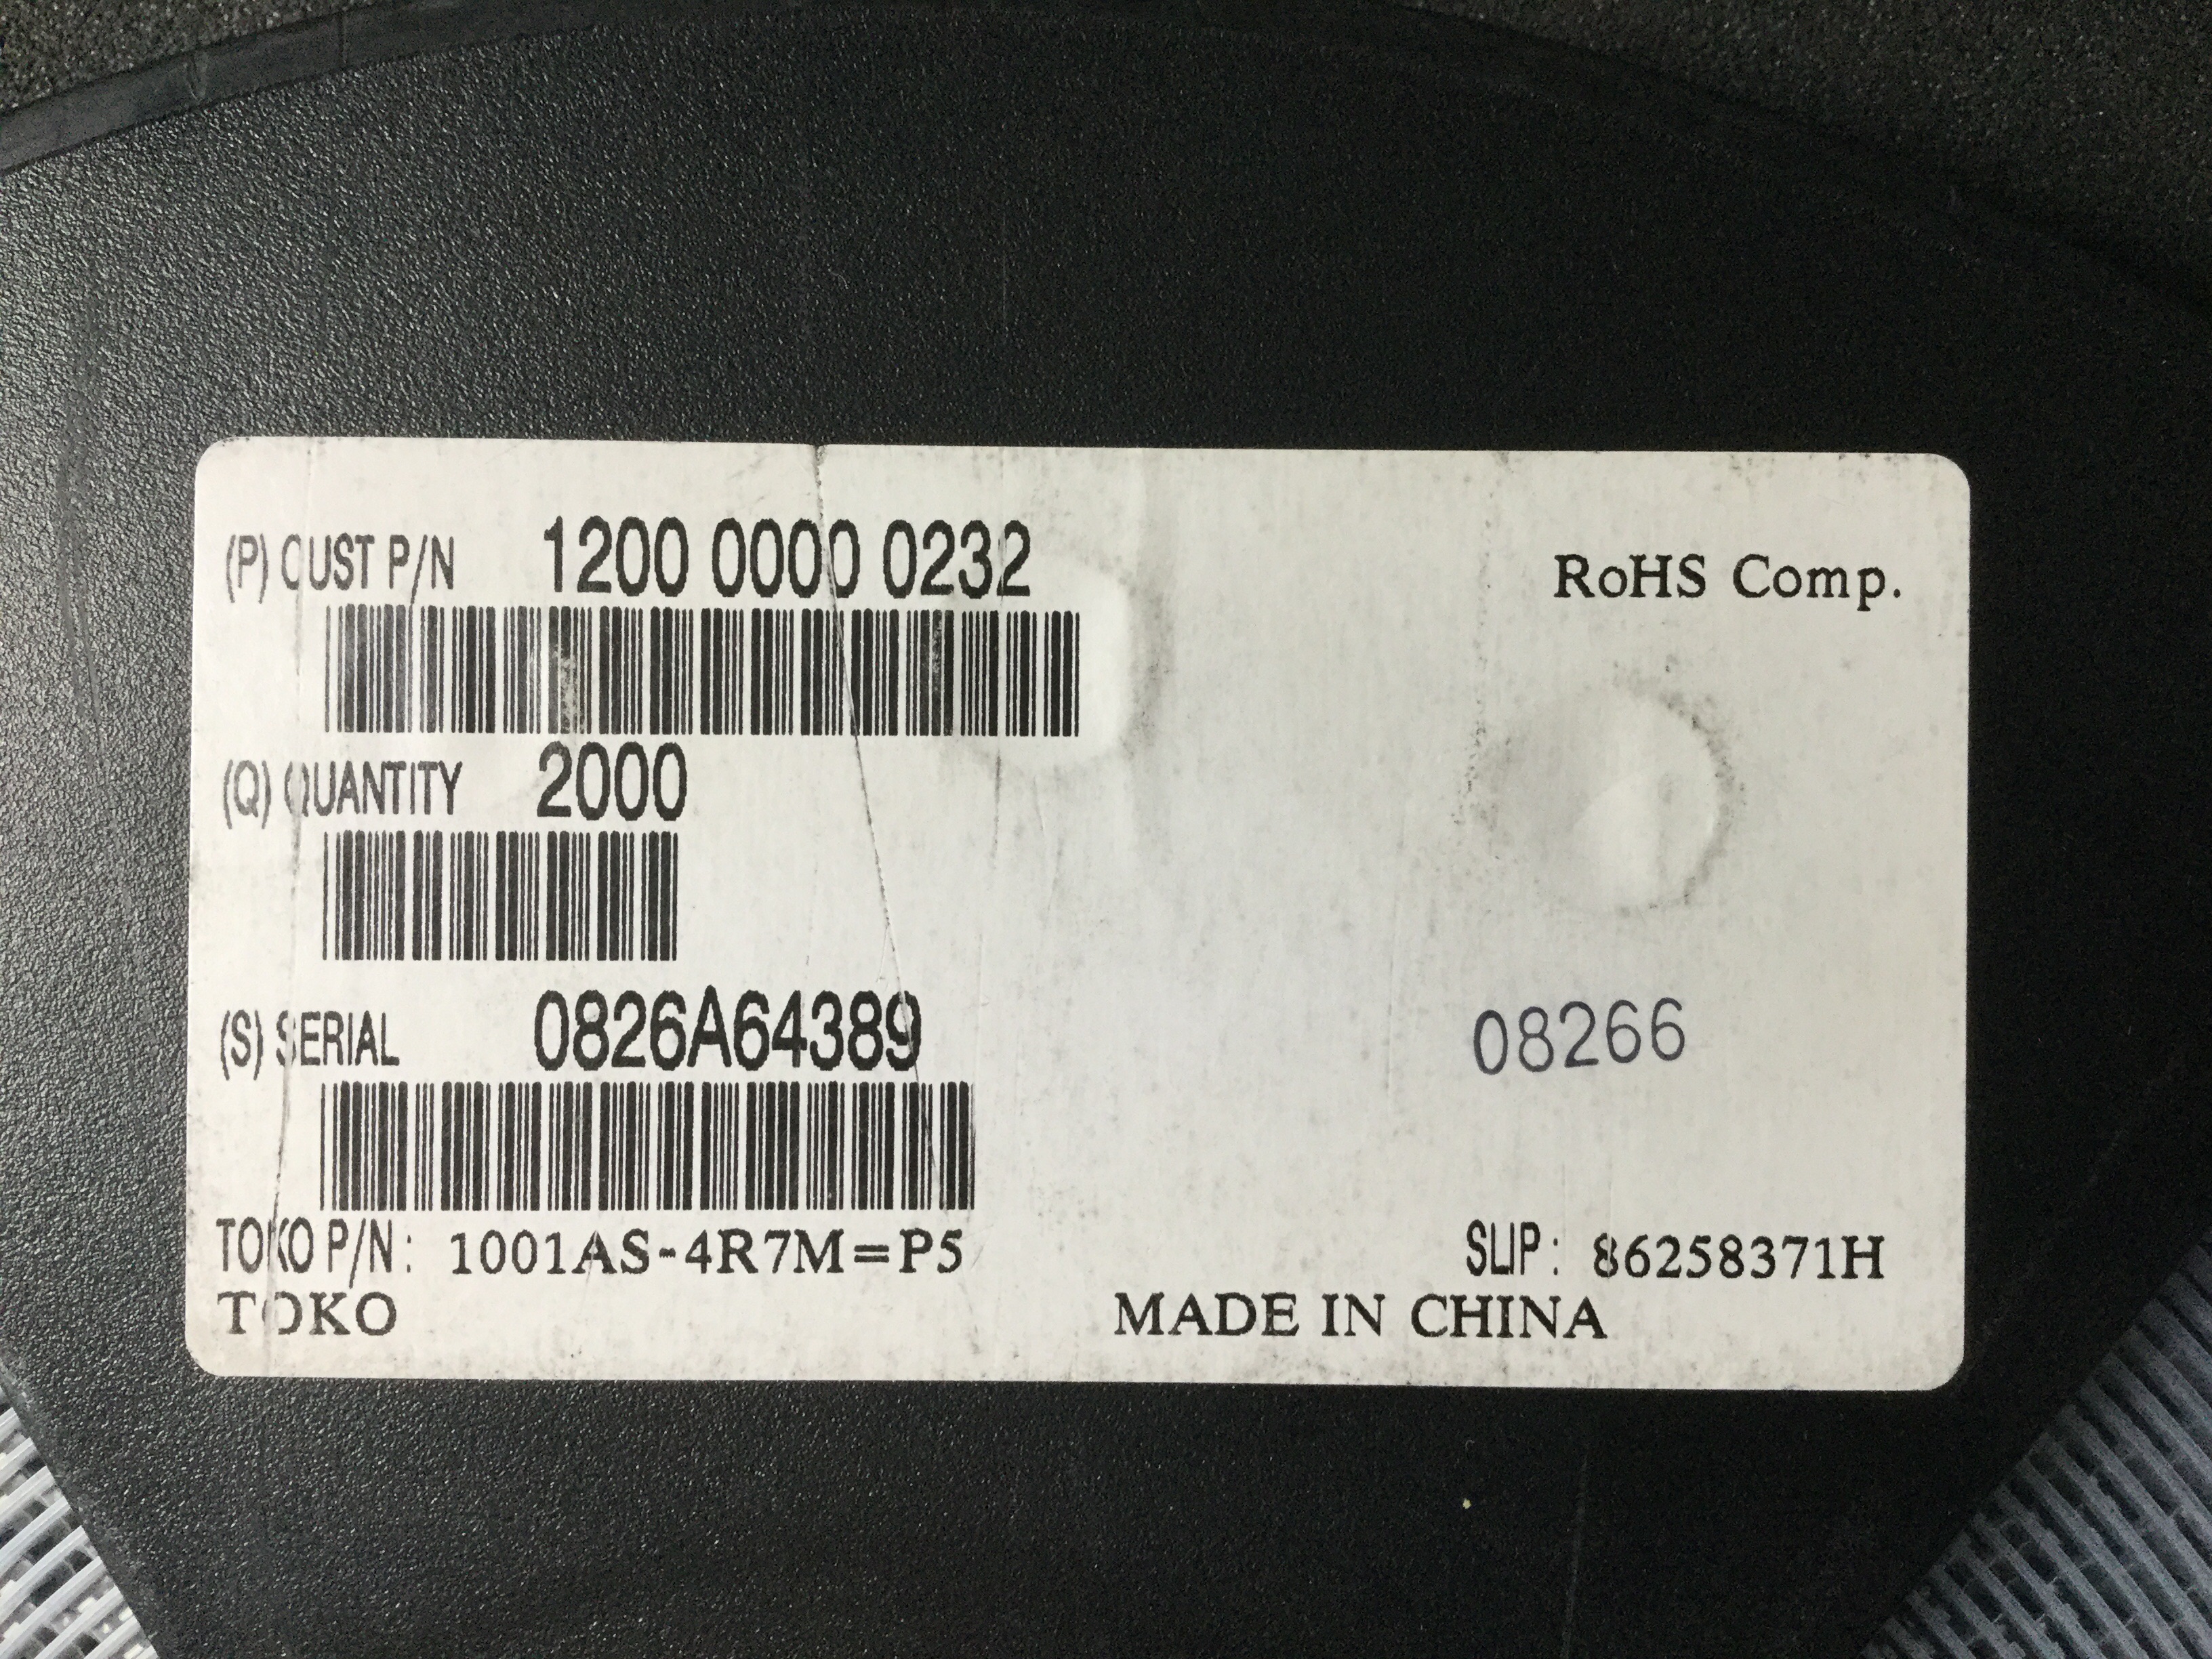 (P) CUST P/N 1200 0000 0232
RoHS Comp.
(Q) QUANTITY 2000
(S) SERIAL 0826A64389
08266
TOKO P/N: 1001AS-4R7M=P5
SLIP: 86258371H
TOKO
MADE IN CHINA